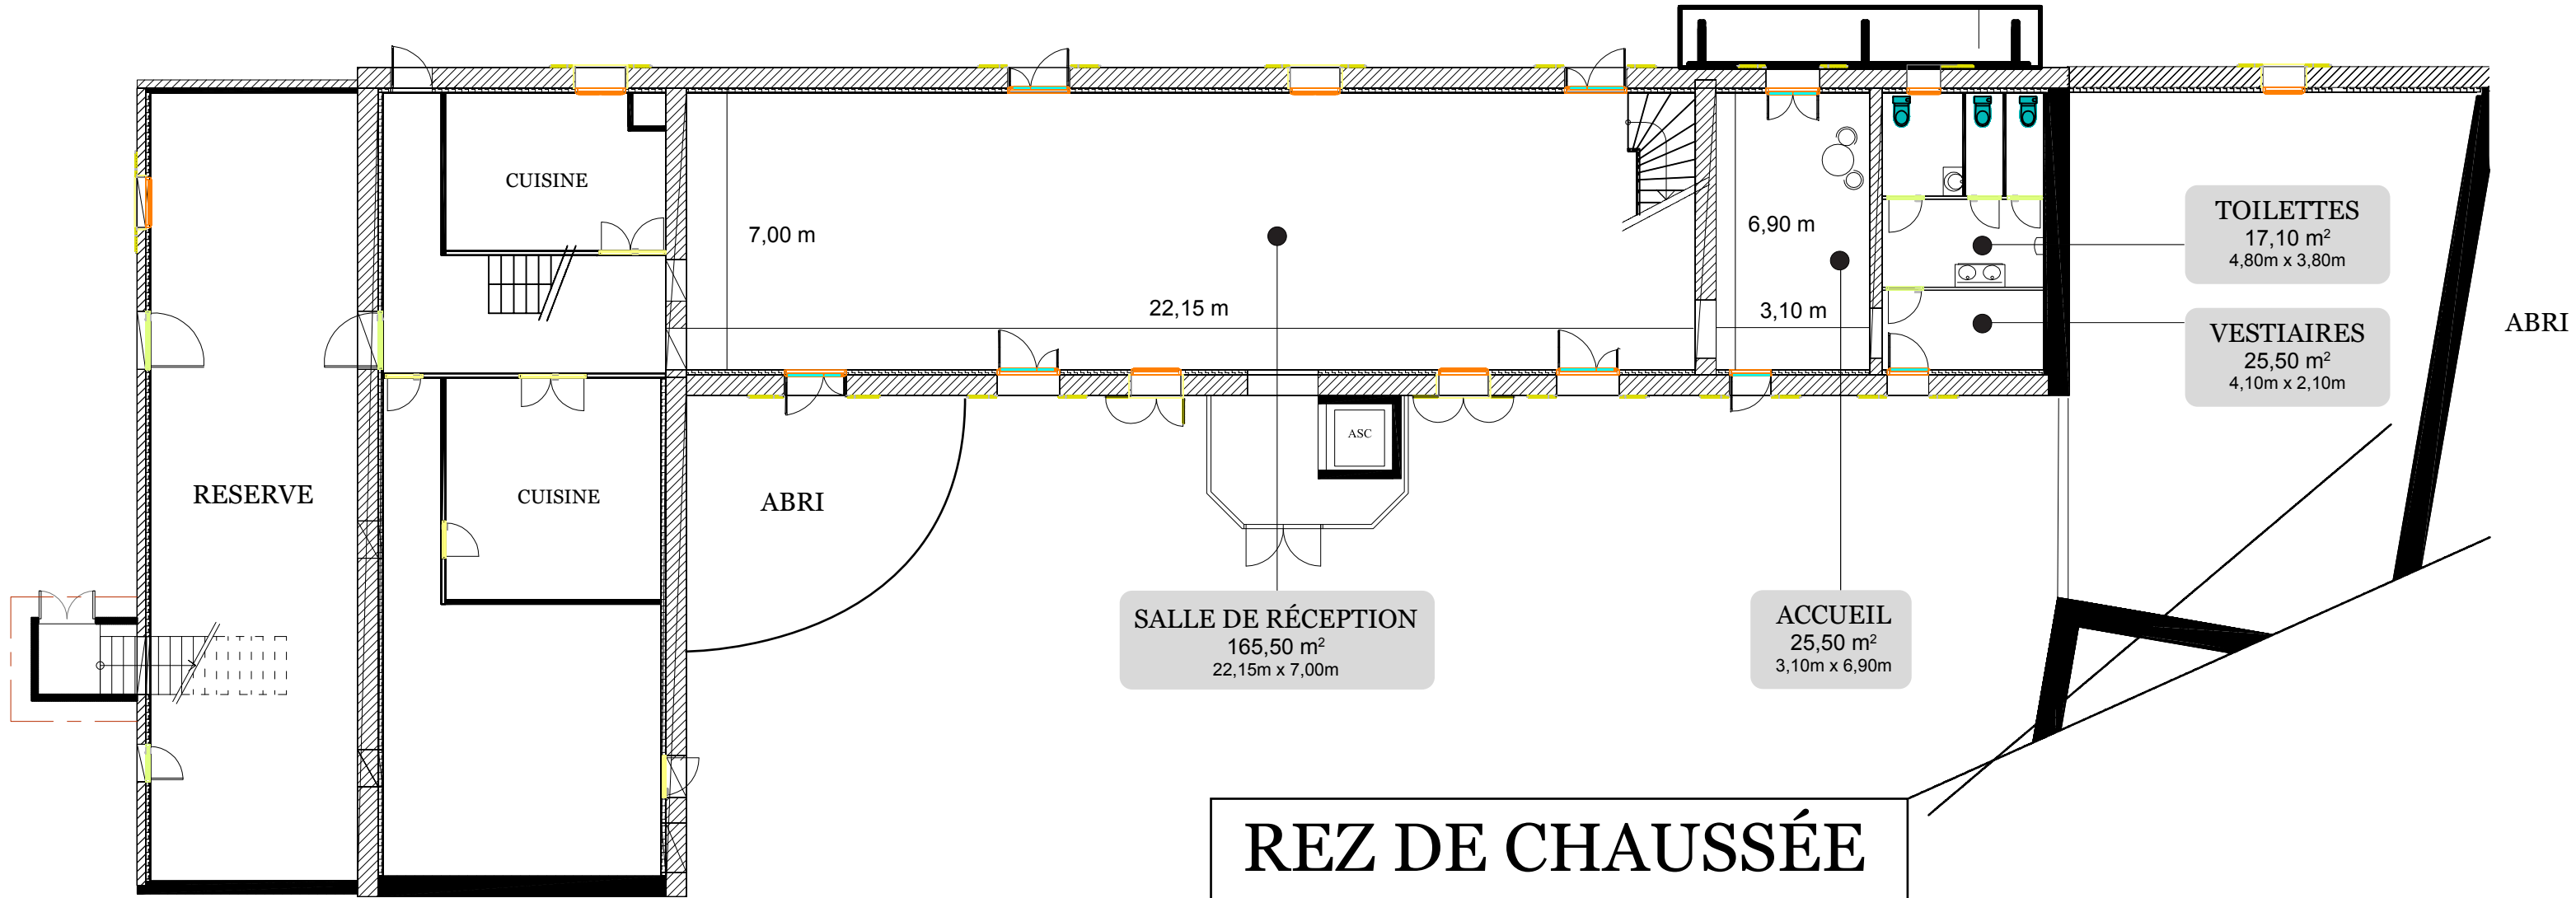 CUISINE
7,00 m
22,15 m
6,90 m
3,10 m
TOILETTES
17,10 m²
4,80m x 3,80m
VESTIAIRES
25,50 m²
4,10m x 2,10m
ABRI
RESERVE
CUISINE
ABRI
ASC
SALLE DE RÉCEPTION
165,50 m²
22,15m x 7,00m
ACCUEIL
25,50 m²
3,10m x 6,90m
REZ DE CHAUSSÉE